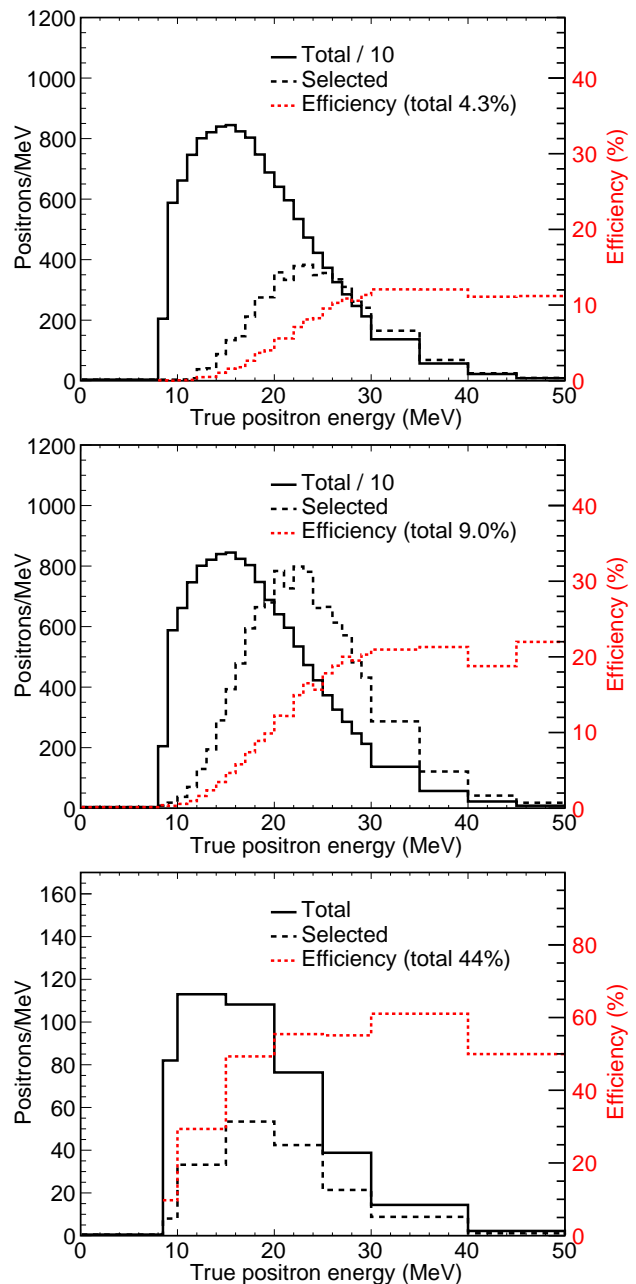 1200
1000
800
600
400
200
0
Positrons/MeV
Total / 10
Selected
Efficiency (total 4.3%)
40
30
20
10
0
Efficiency (%)
0 10 20 30 40 50
True positron energy (MeV)
1200
1000
800
600
400
200
0
Positrons/MeV
Total / 10
Selected
Efficiency (total 9.0%)
40
30
20
10
0
Efficiency (%)
0 10 20 30 40 50
True positron energy (MeV)
160
140
120
100
80
60
40
20
0
Positrons/MeV
Total
Selected
Efficiency (total 44%)
80
60
40
20
0
Efficiency (%)
0 10 20 30 40 50
True positron energy (MeV)